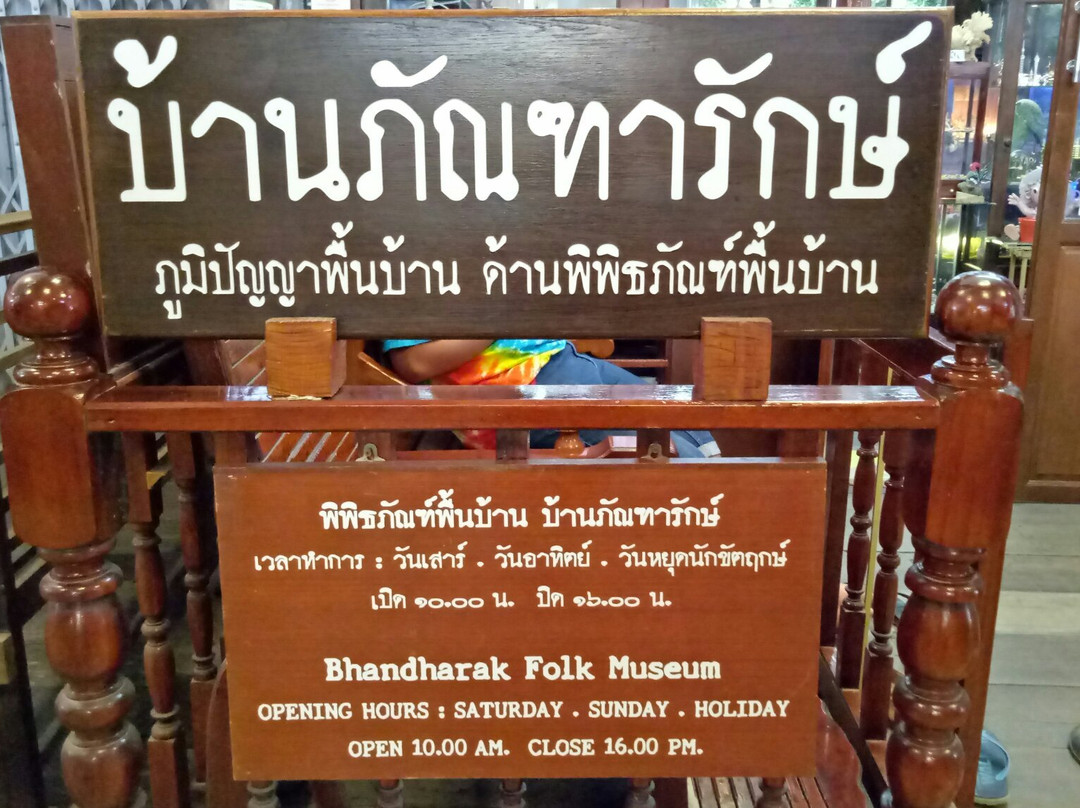 บ้านภัณฑารักษ์
ภูมิปัญญาพื้นบ้าน ด้านพิพิธภัณฑ์พื้นบ้าน
พิพิธภัณฑ์พื้นบ้าน บ้านภัณฑารักษ์
เวลาทำการ : วันเสาร์ . วันอาทิตย์ . วันหยุดนักขัตฤกษ์
เปิด ๑๐.๐๐ น. ปิด ๑๖.๐๐ น.
Bhandharak Folk Museum
OPENING HOURS : SATURDAY . SUNDAY . HOLIDAY
OPEN 10.00 AM. CLOSE 16.00 PM.